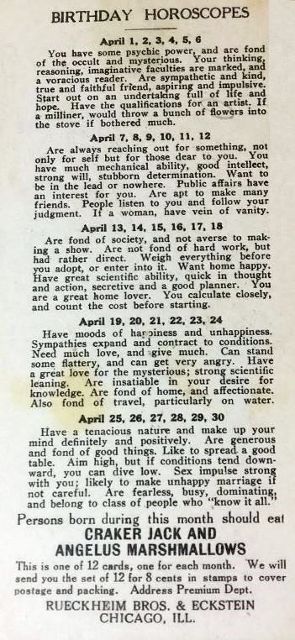 BIRTHDAY HOROSCOPES
April 1, 2, 3, 4, 5, 6
You have some psychic power, and are fond
of the occult and mysterious. Your thinking,
reasoning, imaginative faculties are marked, and
a voracious reader. Are sympathetic and kind,
true and faithful friend, aspiring and impulsive.
Start out on an undertaking full of life and
hope. Have the qualifications for an artist. If
a milliner, would throw a bunch of flowers into
the stove if bothered much.
April 7, 8, 9, 10, 11, 12
Are always reaching out for something, not
only for self but for those dear to you. You
have much mechanical ability, good intellect,
strong will, stubborn determination. Want to
be in the lead or nowhere. Public affairs have
an interest for you. Are apt to make many
friends. People listen to you and follow your
judgment. If a woman, have vein of vanity.
April 13, 14, 15, 16, 17, 18
Are fond of society, and not averse to mak-
ing a show. Are not fond of hard work, but
had rather direct. Weigh everything before
you adopt, or enter into it. Want home happy.
Have great scientific ability, quick in thought
and action, secretive and a good planner. You
are a great home lover. You calculate closely,
and count the cost before starting.
April 19, 20, 21, 22, 23, 24
Have moods of happiness and unhappiness.
Sympathies expand and contract to conditions.
Need much love, and give much. Can stand
some flattery, and can get very angry. Have
a great love for the mysterious; strong scientific
leaning. Are insatiable in your desire for
knowledge. Are fond of home, and affectionate.
Also fond of travel, particularly on water.
April 25, 26, 27, 28, 29, 30
Have a tenacious nature and make up your
mind definitely and positively. Are generous
and fond of good things. Like to spread a good
table. Aim high, but if conditions tend down-
ward, you can dive low. Sex impulse strong
with you; likely to make unhappy marriage if
not careful. Are fearless, busy, dominating,
and belong to class of people who "know it all."
Persons born during this month should eat
CRAKER JACK AND
ANGELUS MARSHMALLOWS
This is one of 12 cards, one for each month. We will
send you the set of 12 for 8 cents in stamps to cover
postage and packing. Address Premium Dept.
RUECKHEIM BROS. & ECKSTEIN
CHICAGO, ILL.